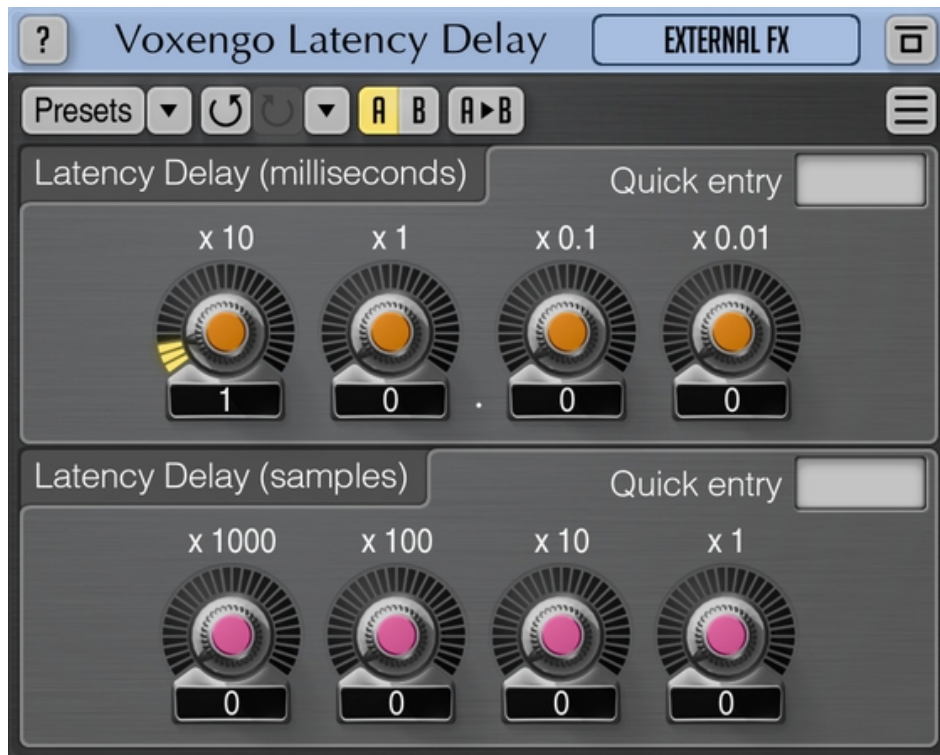 ? Voxengo Latency Delay EXTERNAL FX
Presets A B A▶B
Latency Delay (milliseconds) Quick entry
x 10 x 1 x 0.1 x 0.01
1 0 . 0 0
Latency Delay (samples) Quick entry
x 1000 x 100 x 10 x 1
0 0 0 0